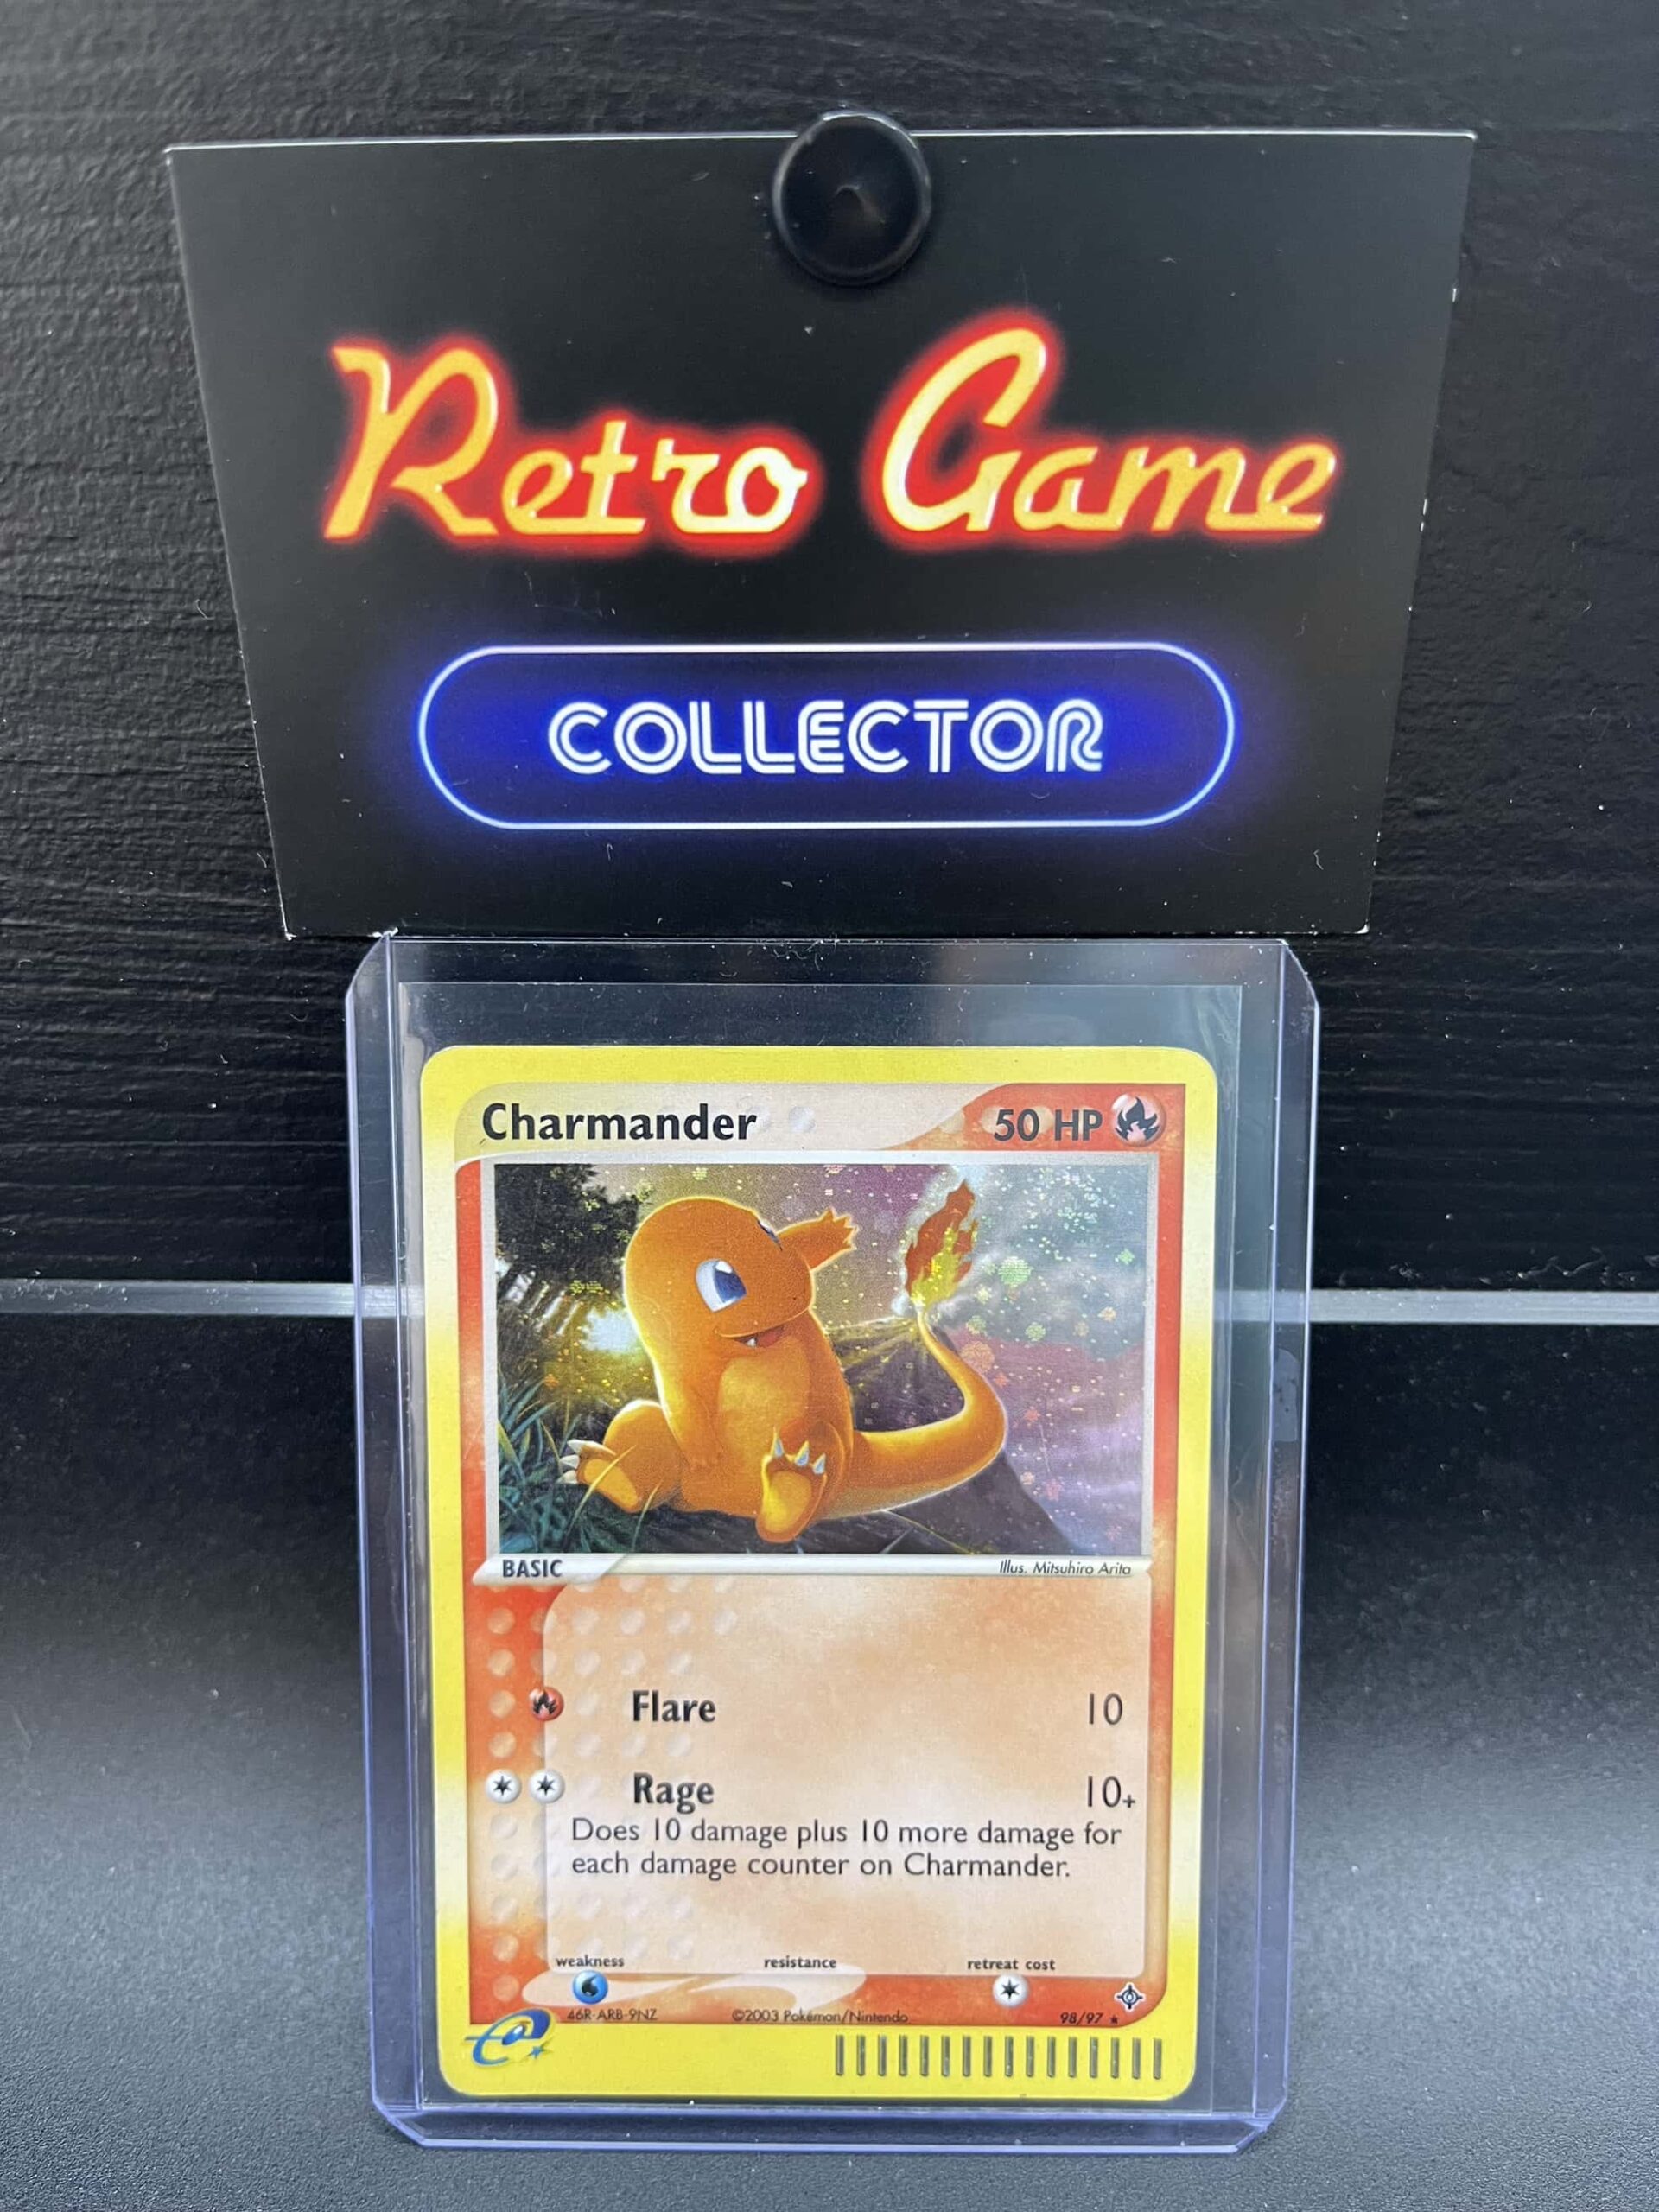 Retro Game
COLLECTOR
Charmander
50 HP
BASIC
Illus. Mitsuhiro Arita
Flare 10
Rage 10+
Does 10 damage plus 10 more damage for
each damage counter on Charmander.
weakness resistance retreat cost
46R-ARB-9NZ ©2003 Pokémon/Nintendo 98/97 ★
e